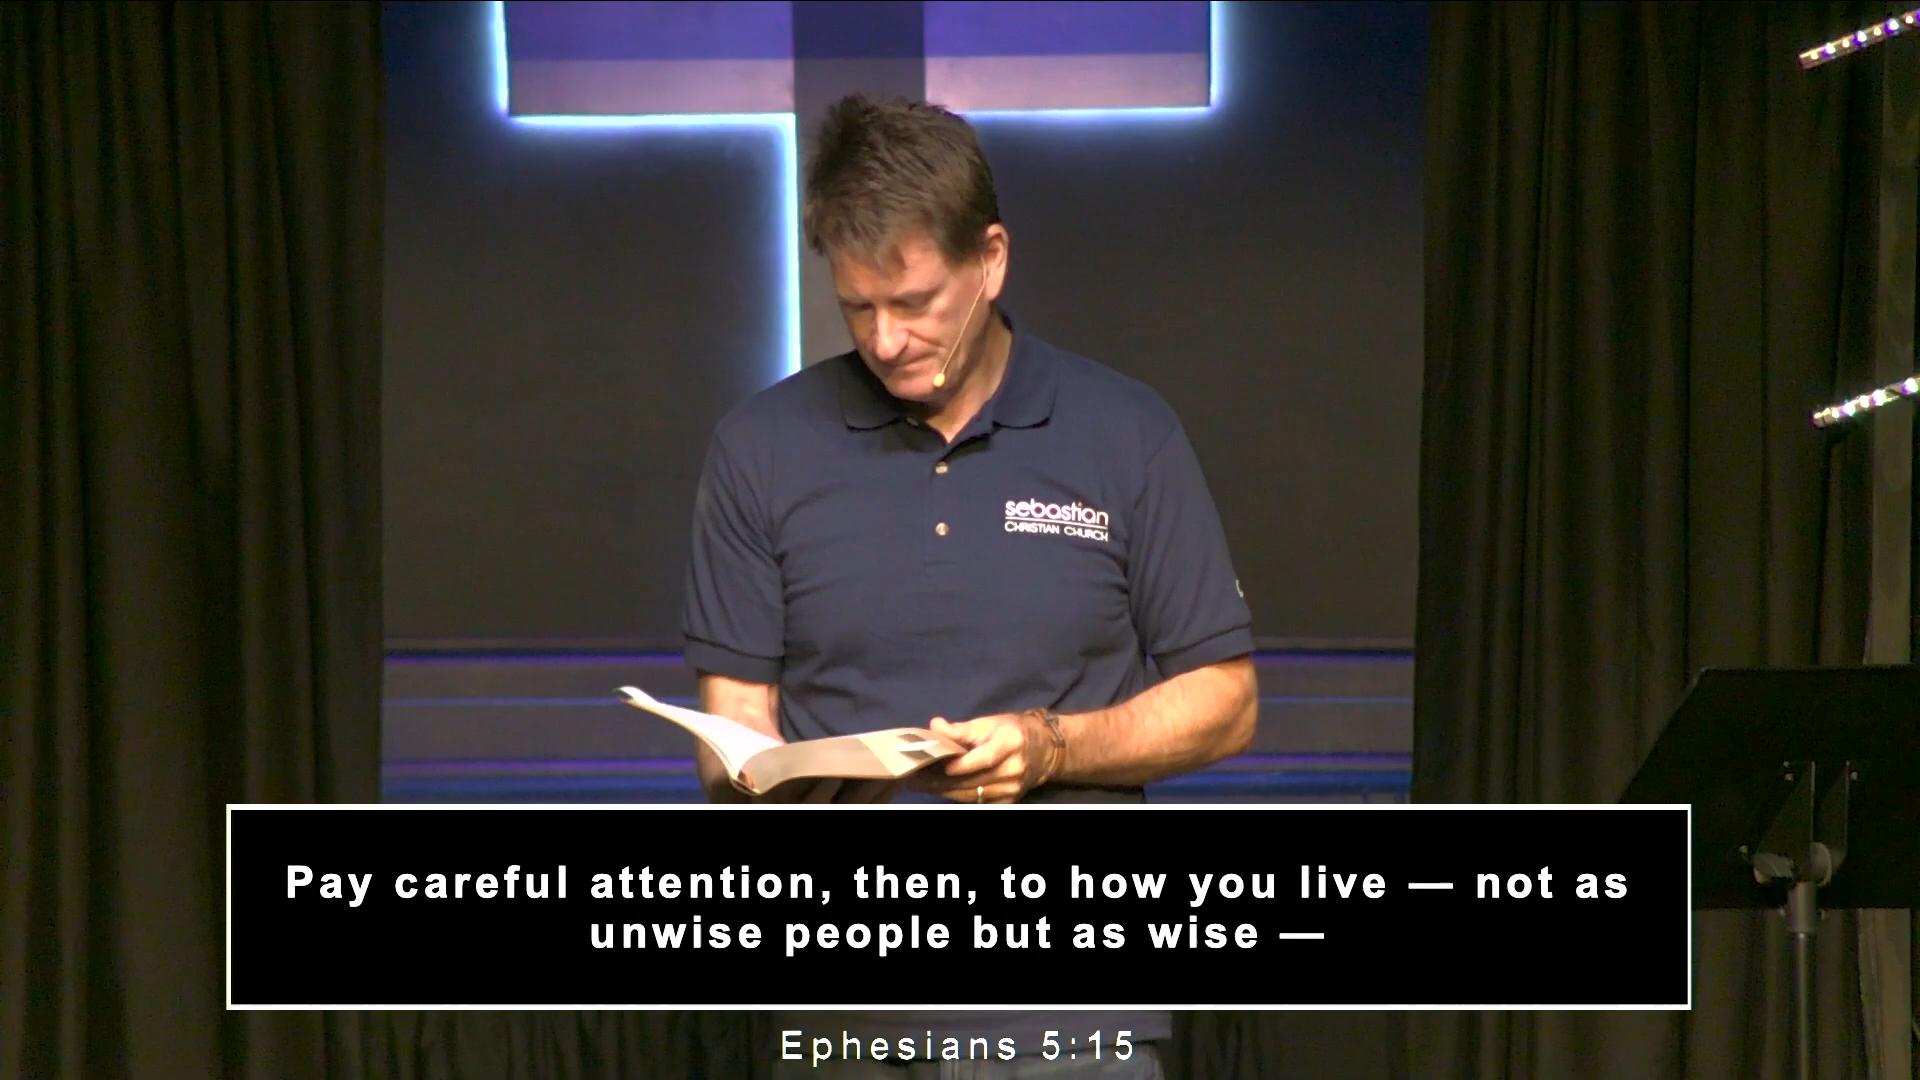 sebastian
CHRISTIAN CHURCH
Pay careful attention, then, to how you live — not as
unwise people but as wise —
Ephesians 5:15